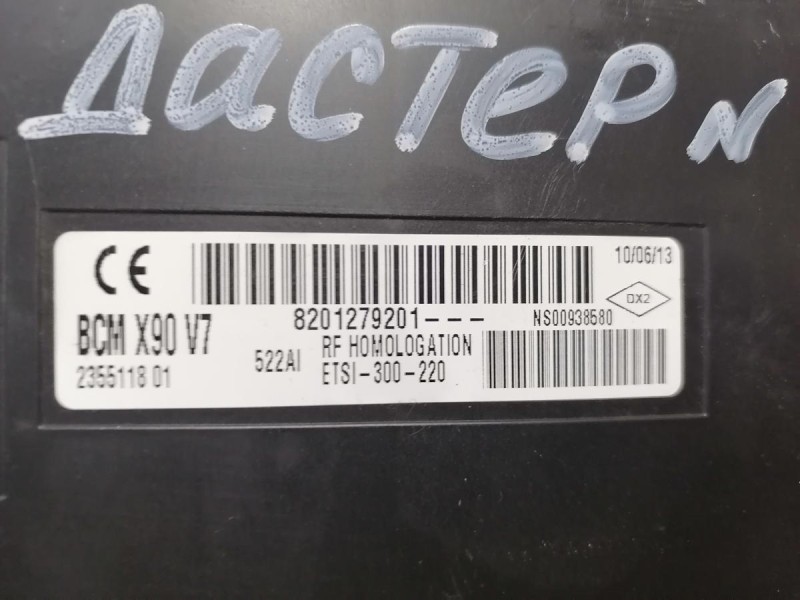 ДАСТЕР N
CE
10/06/13
8201279201---
NS00938580
DX2
BCM X90 V7
522AI
RF HOMOLOGATION
2355118 01
ETSI-300-220